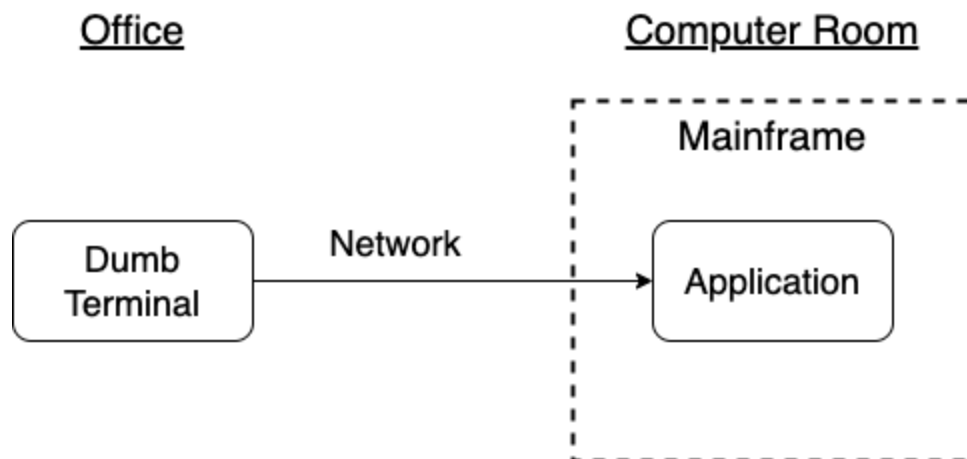 Office
Computer Room
Mainframe
Network
Dumb
Terminal
Application